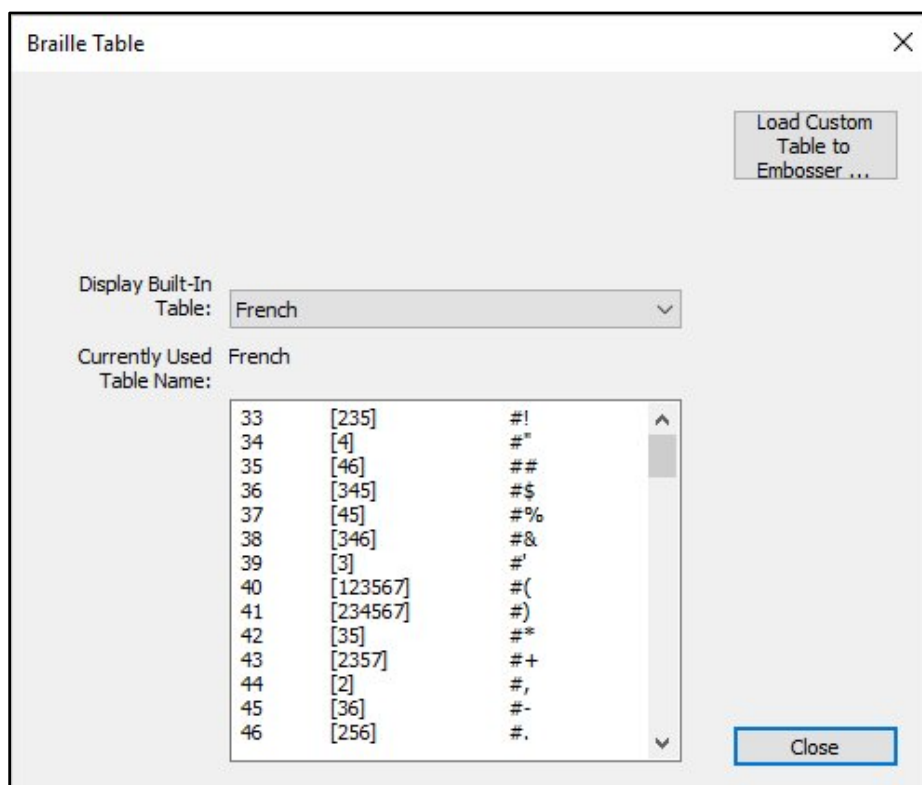 Braille Table
Load Custom
Table to
Embosser ...
Display Built-In
Table:
French
Currently Used
Table Name:
French
33 [235] #!
34 [4] #"
35 [46] ##
36 [345] #$
37 [45] #%
38 [346] #&
39 [3] #'
40 [123567] #(
41 [234567] #)
42 [35] #*
43 [2357] #+
44 [2] #,
45 [36] #-
46 [256] #.
Close